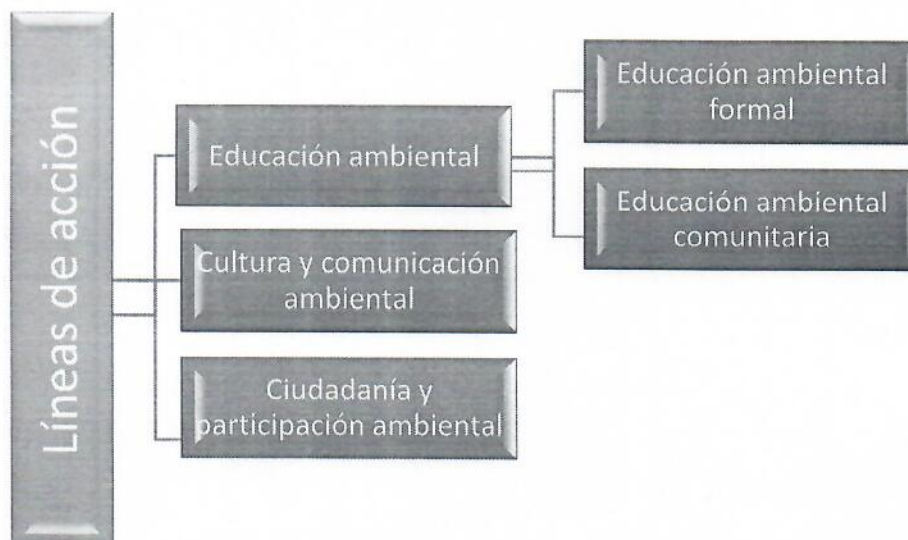 Líneas de acción
Educación ambiental
Cultura y comunicación
ambiental
Ciudadanía y
participación ambiental
Educación ambiental
formal
Educación ambiental
comunitaria